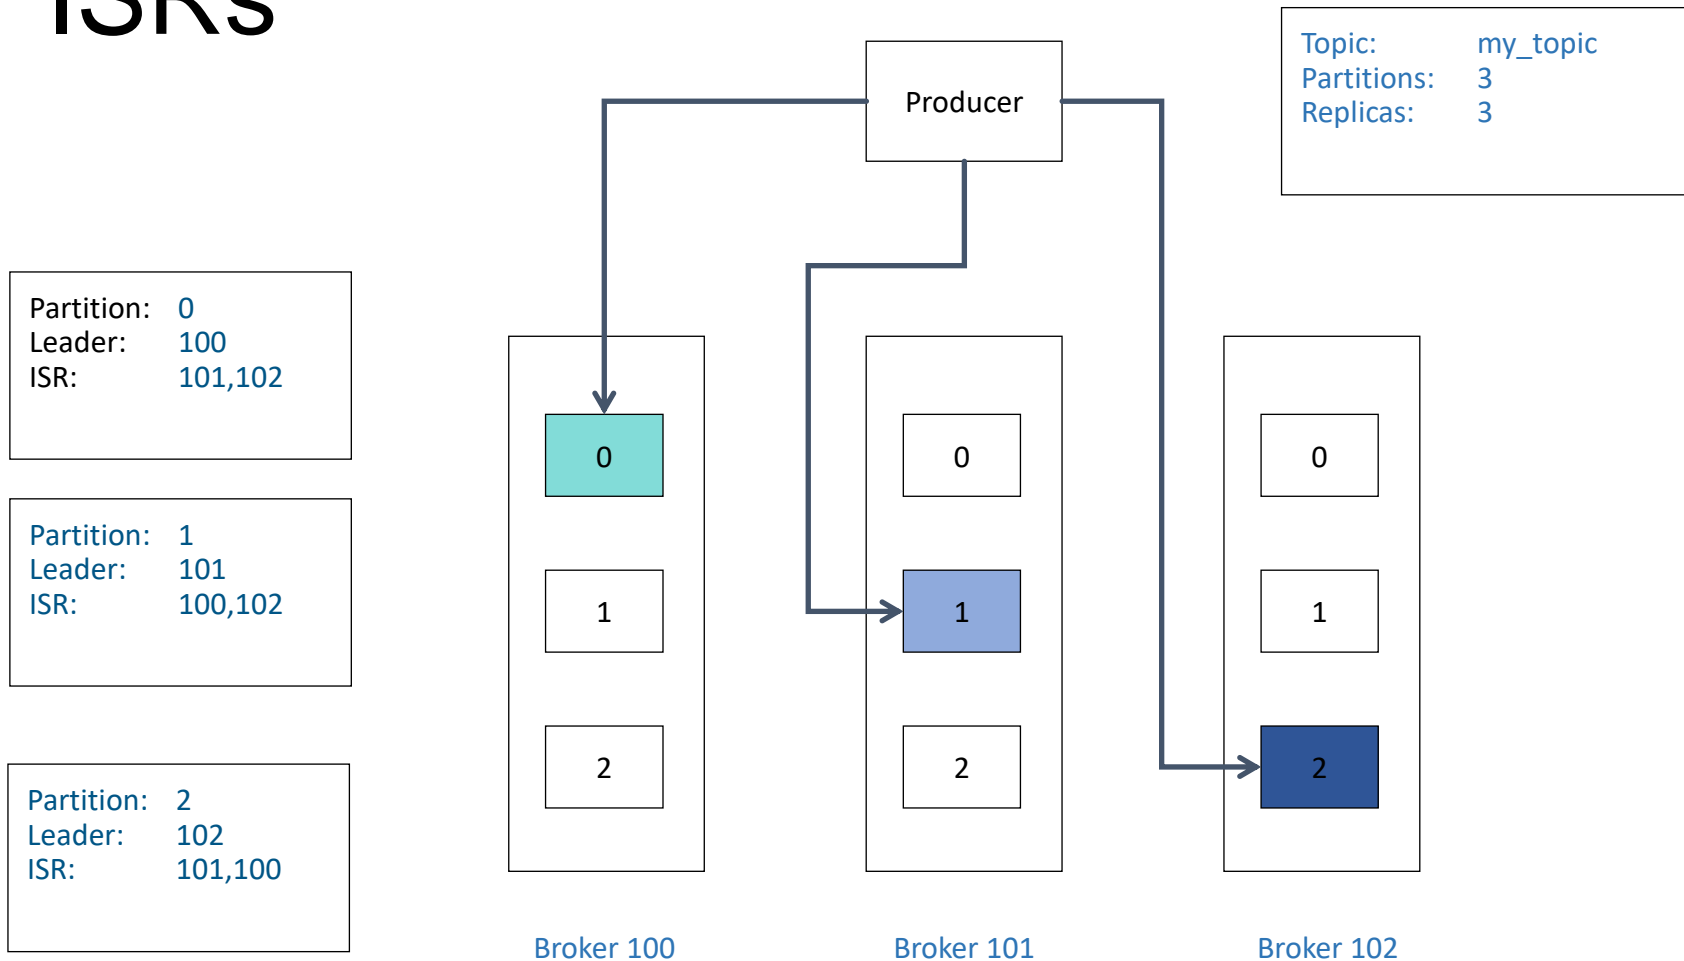 ISRs
Producer
Topic: my_topic
Partitions: 3
Replicas: 3
Partition: 0
Leader: 100
ISR: 101,102
Partition: 1
Leader: 101
ISR: 100,102
Partition: 2
Leader: 102
ISR: 101,100
0
0
0
1
1
1
2
2
2
Broker 100
Broker 101
Broker 102